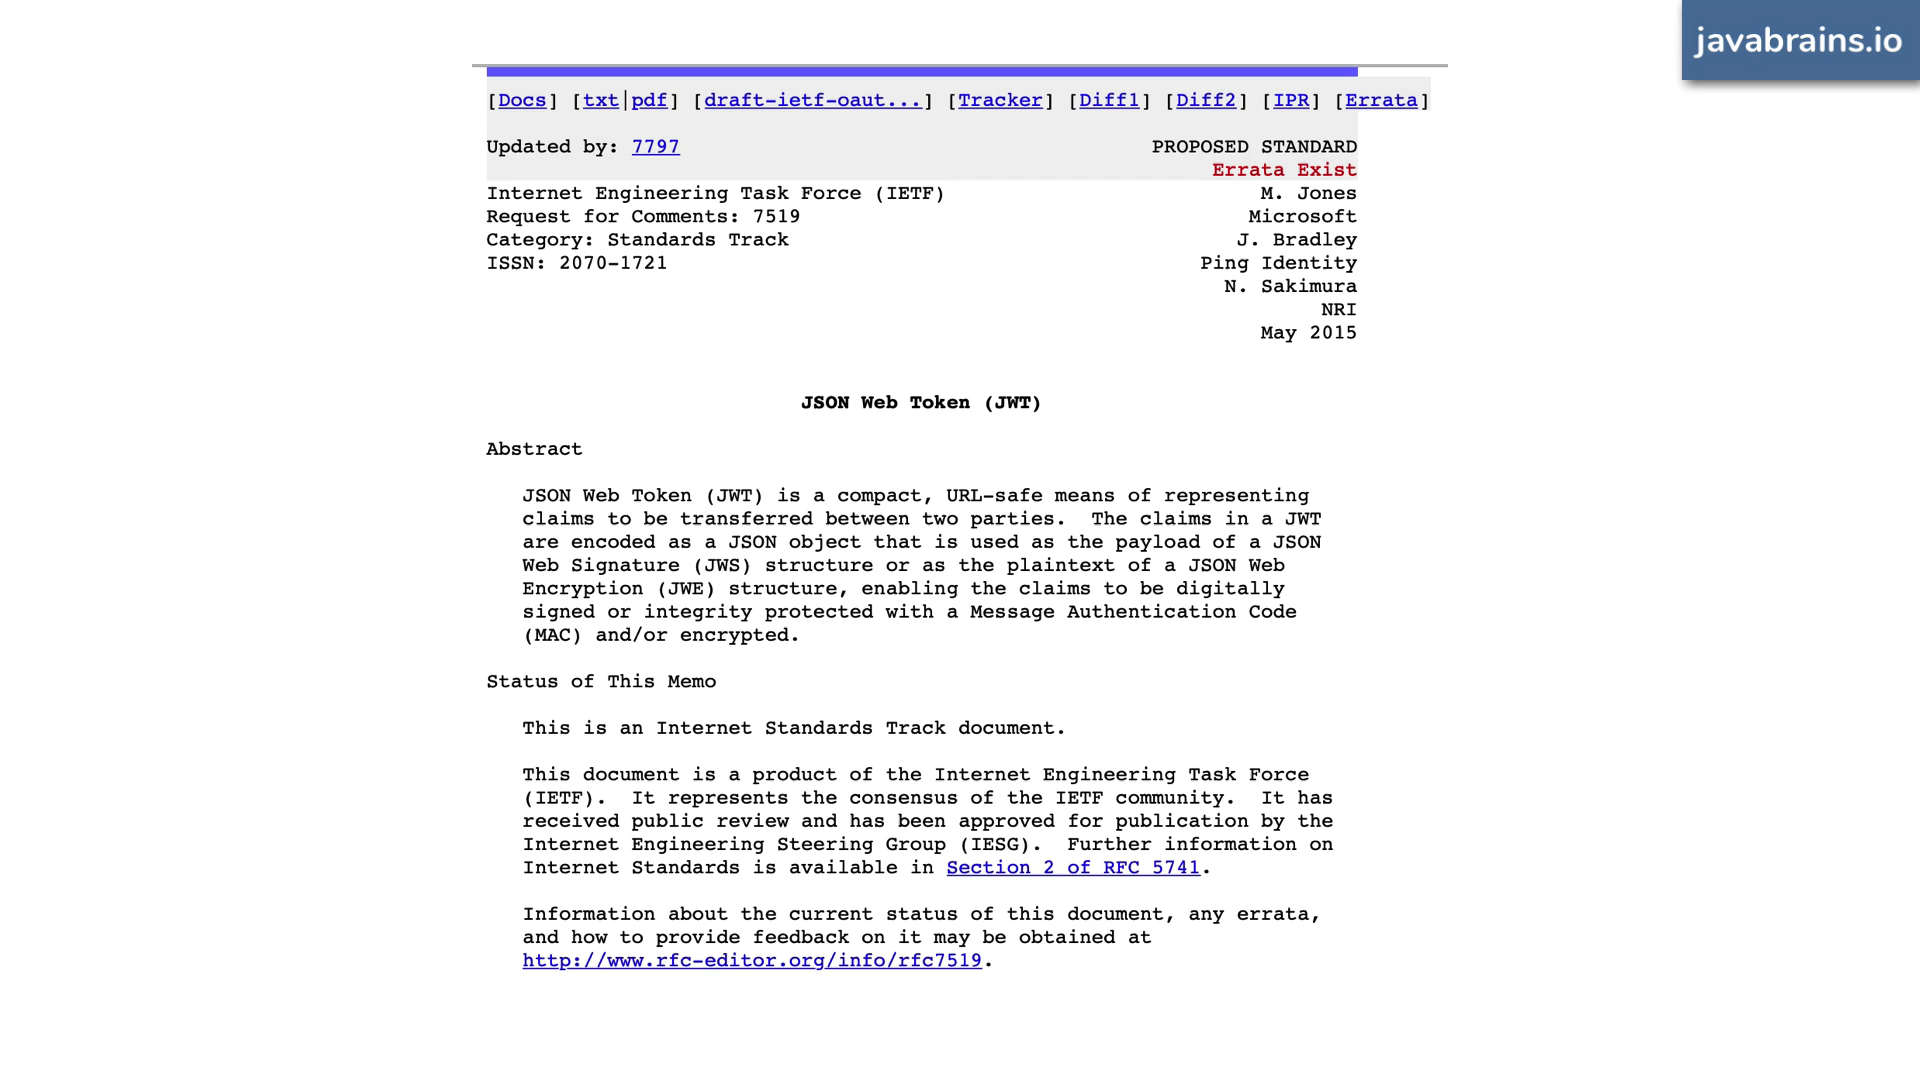 javabrains.io
[Docs] [txt|pdf] [draft-ietf-oaut...] [Tracker] [Diff1] [Diff2] [IPR] [Errata]
Updated by: 7797 PROPOSED STANDARD
Errata Exist
Internet Engineering Task Force (IETF) M. Jones
Request for Comments: 7519 Microsoft
Category: Standards Track J. Bradley
ISSN: 2070-1721 Ping Identity
N. Sakimura
NRI
May 2015
JSON Web Token (JWT)
Abstract
JSON Web Token (JWT) is a compact, URL-safe means of representing
claims to be transferred between two parties. The claims in a JWT
are encoded as a JSON object that is used as the payload of a JSON
Web Signature (JWS) structure or as the plaintext of a JSON Web
Encryption (JWE) structure, enabling the claims to be digitally
signed or integrity protected with a Message Authentication Code
(MAC) and/or encrypted.
Status of This Memo
This is an Internet Standards Track document.
This document is a product of the Internet Engineering Task Force
(IETF). It represents the consensus of the IETF community. It has
received public review and has been approved for publication by the
Internet Engineering Steering Group (IESG). Further information on
Internet Standards is available in Section 2 of RFC 5741.
Information about the current status of this document, any errata,
and how to provide feedback on it may be obtained at
http://www.rfc-editor.org/info/rfc7519.